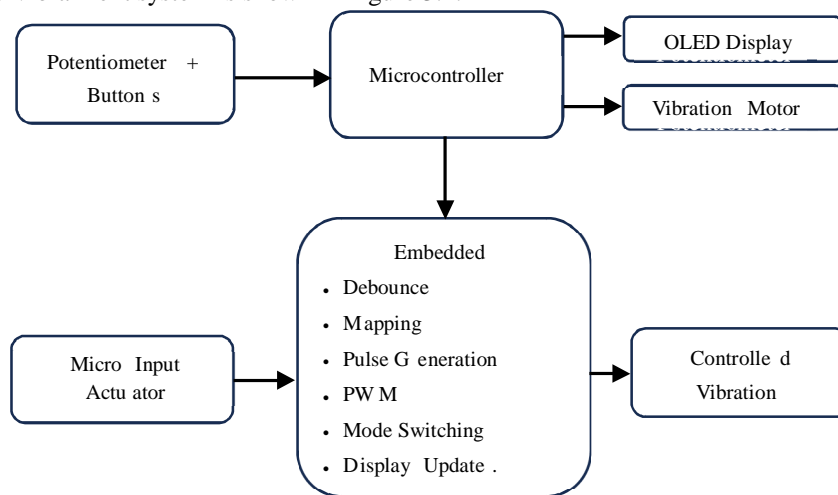 OLED Display
Potentiometer +
Button s
Microcontroller
Vibration Motor
Embedded
• Debounce
• Mapping
• Pulse G eneration
• PW M
• Mode Switching
• Display Update .
Micro Input
Actu ator
Controlle d
Vibration